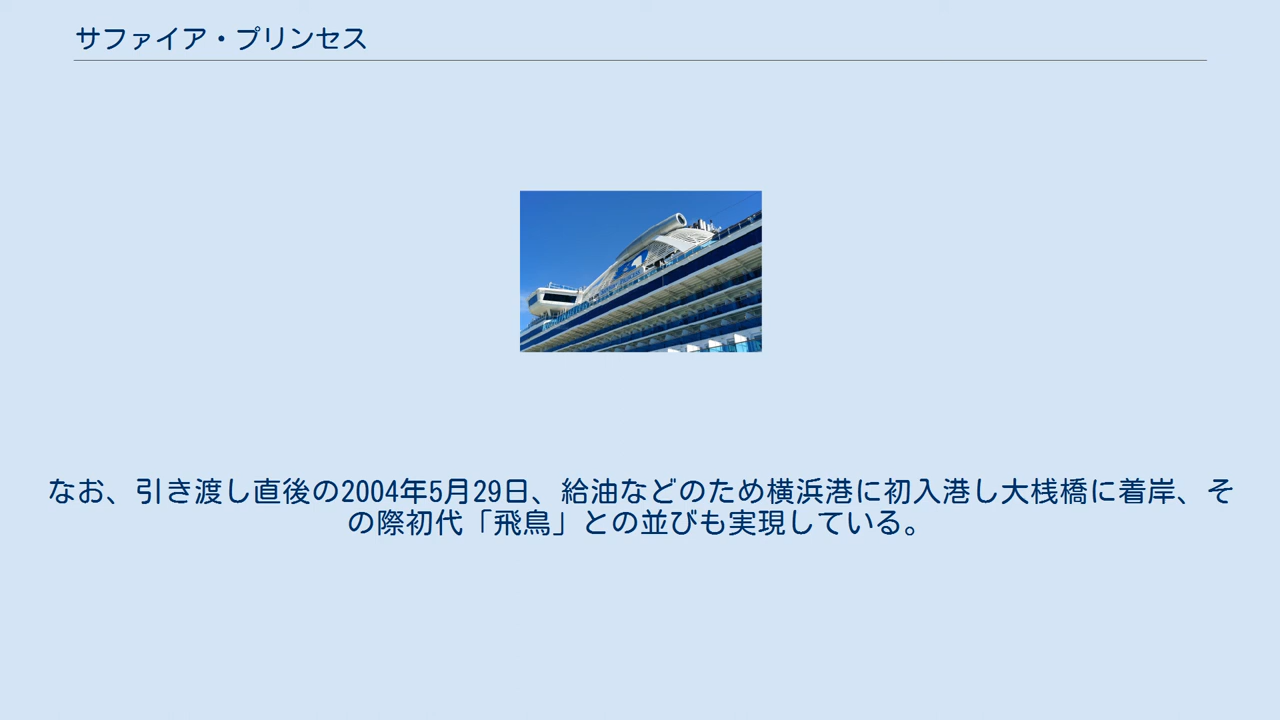 サファイア・プリンセス
なお、引き渡し直後の2004年5月29日、給油などのため横浜港に初入港し大桟橋に着岸、そ
の際初代「飛鳥」との並びも実現している。